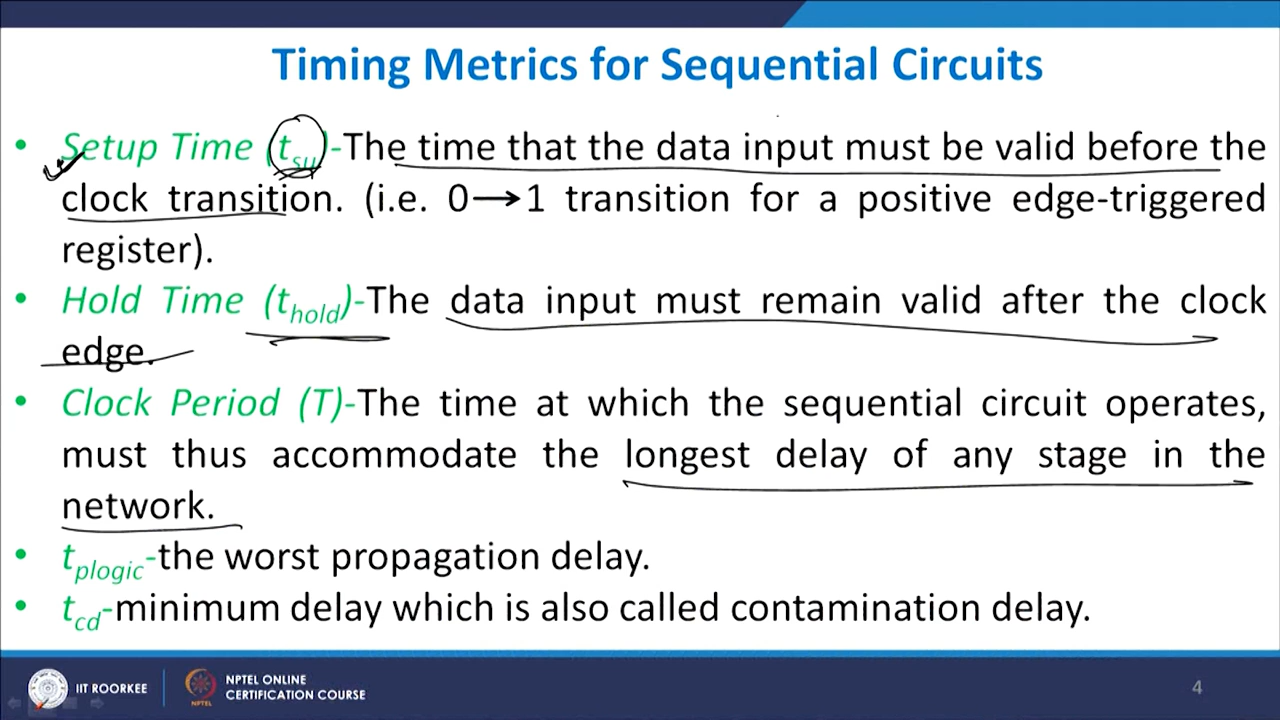 Timing Metrics for Sequential Circuits
• Setup Time (tsu)-The time that the data input must be valid before the
clock transition. (i.e. 0→1 transition for a positive edge-triggered
register).
• Hold Time (thold)-The data input must remain valid after the clock
edge.
• Clock Period (T)-The time at which the sequential circuit operates,
must thus accommodate the longest delay of any stage in the
network.
• tplogic-the worst propagation delay.
• tcd-minimum delay which is also called contamination delay.
IIT ROORKEE
NPTEL ONLINE
CERTIFICATION COURSE
NPTEL
4